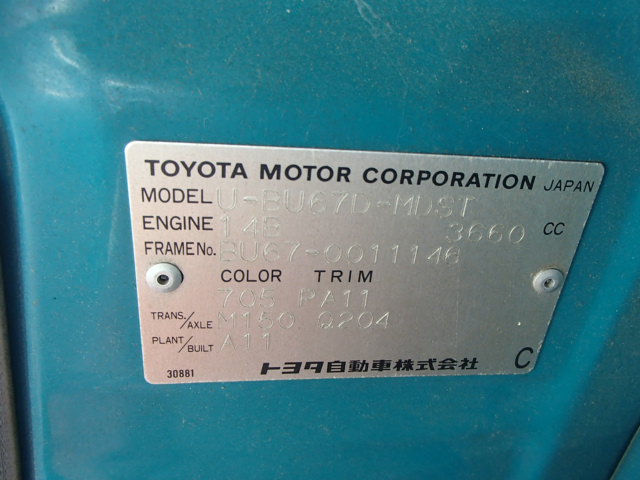 TOYOTA MOTOR CORPORATION JAPAN
MODEL U-BU67D-MDST
ENGINE 14B 3660 CC
FRAME No. BU67-0011146
COLOR TRIM
705 PA11
TRANS./AXLE M150 Q204
PLANT/BUILT A11
30881 トヨタ自動車株式会社 C